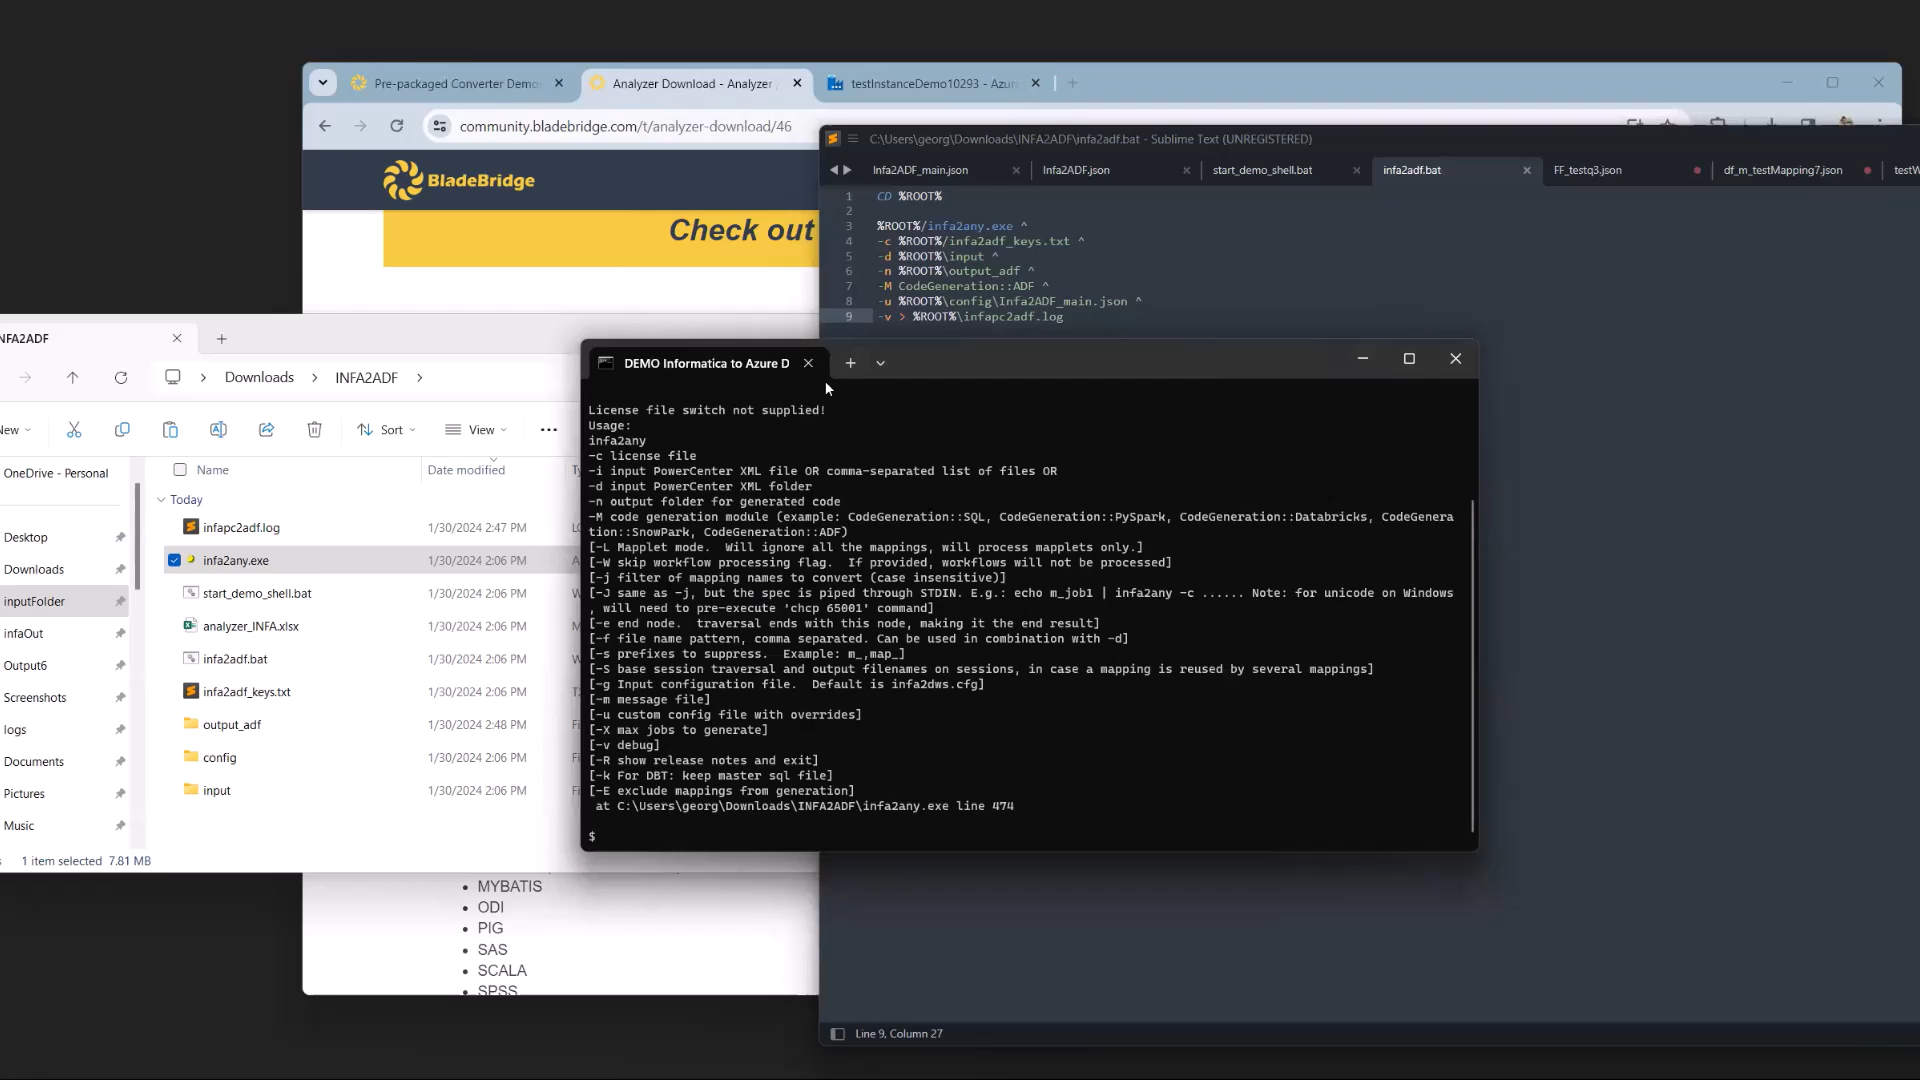 Pre-packaged Converter Demo
Analyzer Download - Analyzer
testInstanceDemo10293 - Azur
community.bladebridge.com/t/analyzer-download/46
BladeBridge
Check out
C:\Users\georg\Downloads\INFA2ADF\infa2adf.bat - Sublime Text (UNREGISTERED)
Infa2ADF_main.json
Infa2ADF.json
start_demo_shell.bat
infa2adf.bat
FF_testq3.json
df_m_testMapping7.json
testW
1 CD %ROOT%
2
3 %ROOT%/infa2any.exe ^
4 -c %ROOT%/infa2adf_keys.txt ^
5 -d %ROOT%\input ^
6 -n %ROOT%\output_adf ^
7 -M CodeGeneration::ADF ^
8 -u %ROOT%\config\Infa2ADF_main.json ^
9 -v > %ROOT%\infapc2adf.log
Line 9, Column 27
NFA2ADF
Downloads
INFA2ADF
ew
Sort
View
Name
Date modified
Today
infapc2adf.log 1/30/2024 2:47 PM
infa2any.exe 1/30/2024 2:06 PM
start_demo_shell.bat 1/30/2024 2:06 PM
analyzer_INFA.xlsx 1/30/2024 2:06 PM
infa2adf.bat 1/30/2024 2:06 PM
infa2adf_keys.txt 1/30/2024 2:06 PM
output_adf 1/30/2024 2:48 PM
config 1/30/2024 2:06 PM
input 1/30/2024 2:06 PM
OneDrive - Personal
Desktop
Downloads
inputFolder
infaOut
Output6
Screenshots
logs
Documents
Pictures
Music
1 item selected 7.81 MB
DEMO Informatica to Azure D
License file switch not supplied!
Usage:
infa2any
-c license file
-i input PowerCenter XML file OR comma-separated list of files OR
-d input PowerCenter XML folder
-n output folder for generated code
-M code generation module (example: CodeGeneration::SQL, CodeGeneration::PySpark, CodeGeneration::Databricks, CodeGenera
tion::SnowPark, CodeGeneration::ADF)
[-L Mapplet mode.  Will ignore all the mappings, will process mapplets only.]
[-W skip workflow processing flag.  If provided, workflows will not be processed]
[-j filter of mapping names to convert (case insensitive)]
[-J same as -j, but the spec is piped through STDIN. E.g.: echo m_job1 | infa2any -c ...... Note: for unicode on Windows
, will need to pre-execute 'chcp 65001' command]
[-e end node.  traversal ends with this node, making it the end result]
[-f file name pattern, comma separated. Can be used in combination with -d]
[-s prefixes to suppress.  Example: m_,map_]
[-S base session traversal and output filenames on sessions, in case a mapping is reused by several mappings]
[-g Input configuration file.  Default is infa2dws.cfg]
[-m message file]
[-u custom config file with overrides]
[-X max jobs to generate]
[-v debug]
[-R show release notes and exit]
[-k For DBT: keep master sql file]
[-E exclude mappings from generation]
at C:\Users\georg\Downloads\INFA2ADF\infa2any.exe line 474
$
MYBATIS
ODI
PIG
SAS
SCALA
SPSS